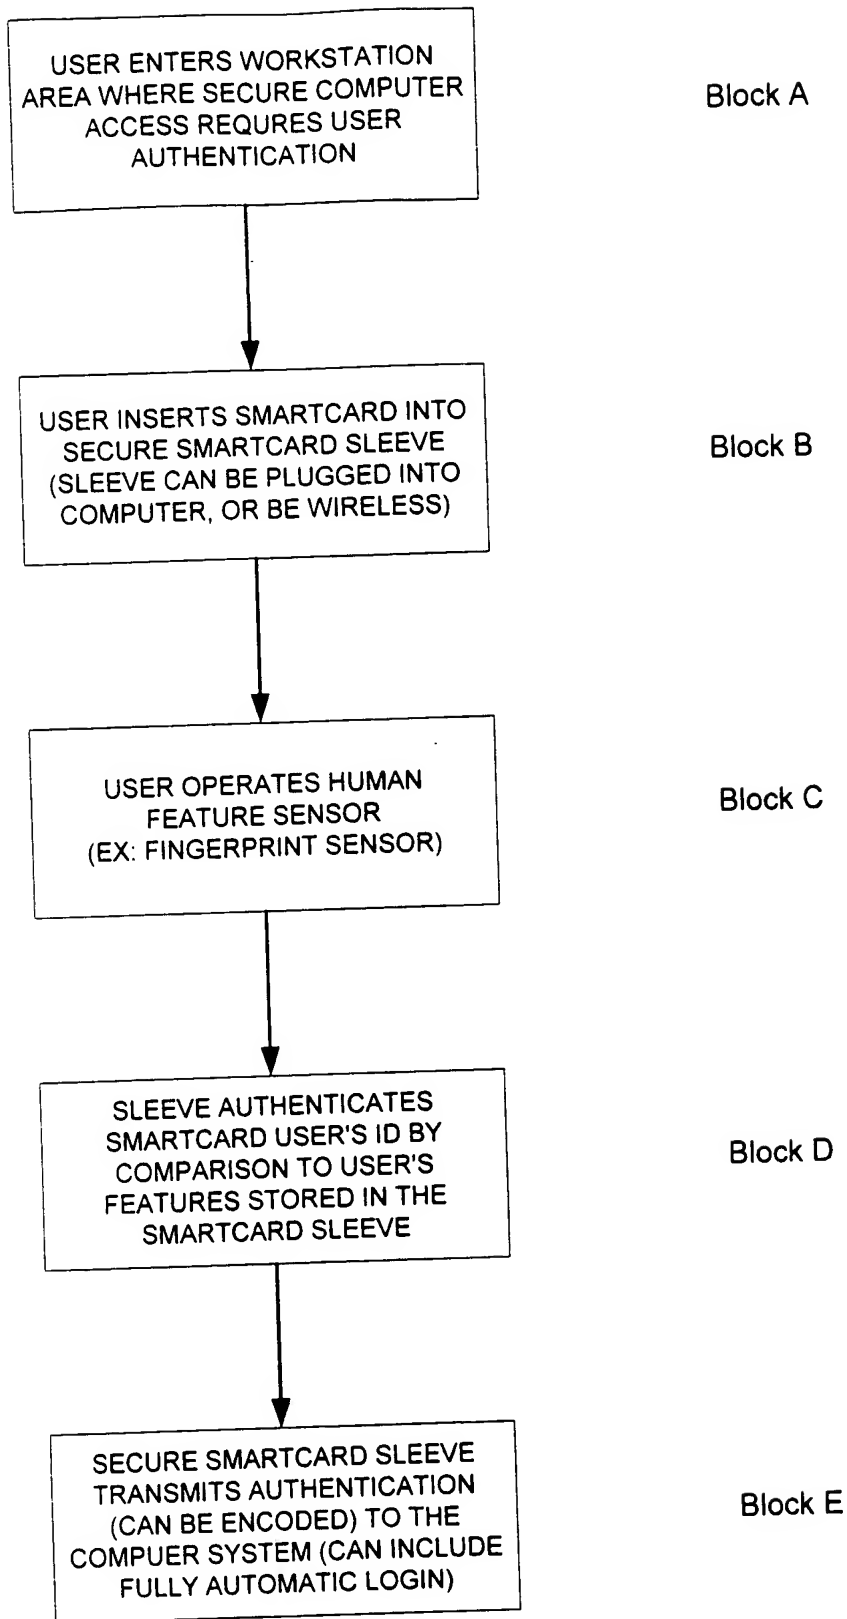 USER ENTERS WORKSTATION
AREA WHERE SECURE COMPUTER
ACCESS REQURES USER
AUTHENTICATION
Block A
USER INSERTS SMARTCARD INTO
SECURE SMARTCARD SLEEVE
(SLEEVE CAN BE PLUGGED INTO
COMPUTER, OR BE WIRELESS)
Block B
USER OPERATES HUMAN
FEATURE SENSOR
(EX: FINGERPRINT SENSOR)
Block C
SLEEVE AUTHENTICATES
SMARTCARD USER'S ID BY
COMPARISON TO USER'S
FEATURES STORED IN THE
SMARTCARD SLEEVE
Block D
SECURE SMARTCARD SLEEVE
TRANSMITS AUTHENTICATION
(CAN BE ENCODED) TO THE
COMPUER SYSTEM (CAN INCLUDE
FULLY AUTOMATIC LOGIN)
Block E